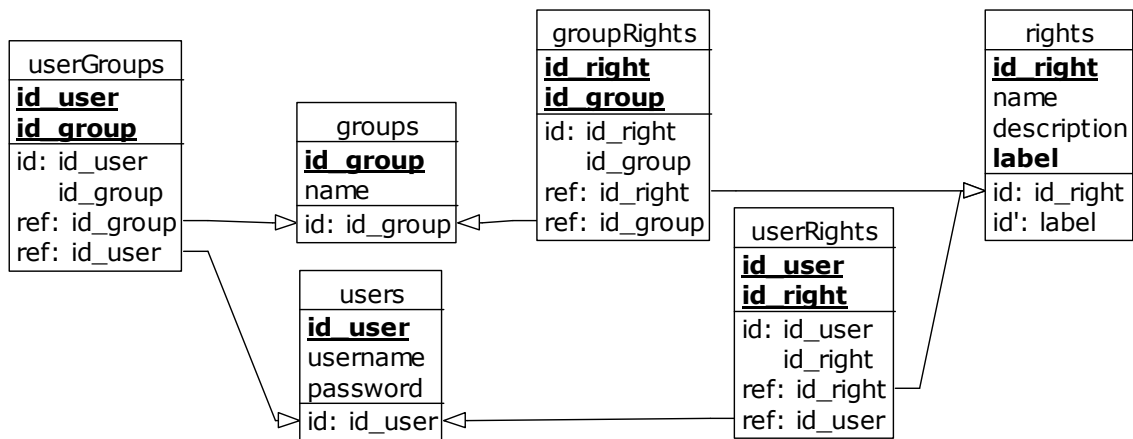 userGroups
id_user
id_group
id: id_user
id_group
ref: id_group
ref: id_user
groups
id_group
name
id: id_group
users
id_user
username
password
id: id_user
groupRights
id_right
id_group
id: id_right
id_group
ref: id_right
ref: id_group
userRights
id_user
id_right
id: id_user
id_right
ref: id_right
ref: id_user
rights
id_right
name
description
label
id: id_right
id': label